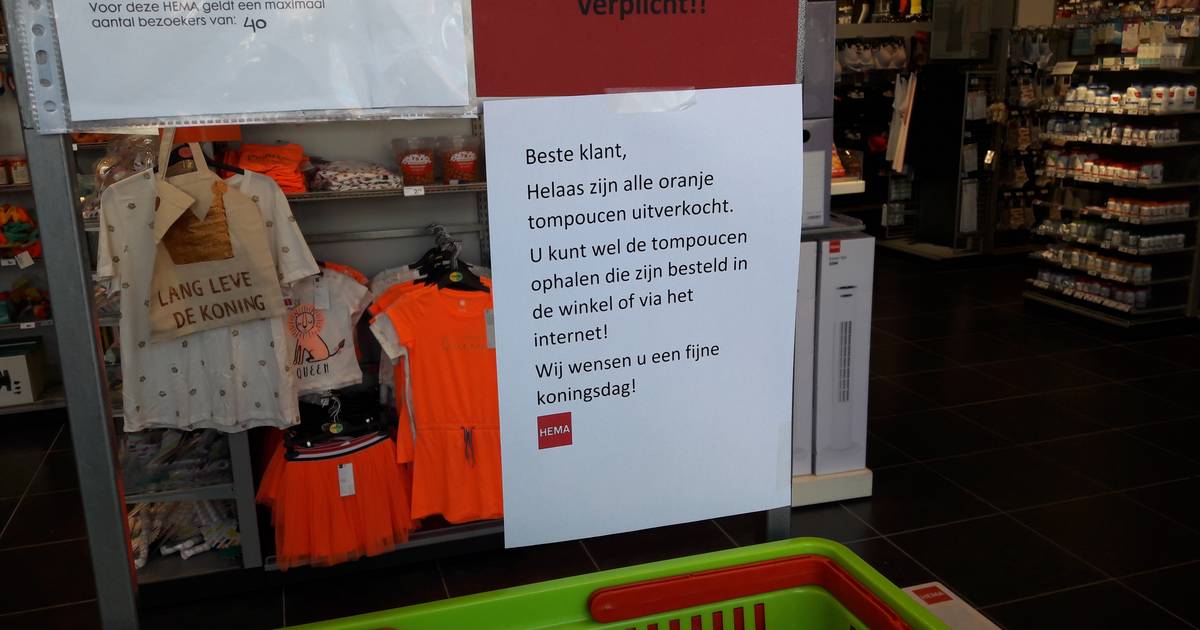 Voor deze HEMA geldt een maximaal
aantal bezoekers van: 40
verplicht!!
Beste klant,
Helaas zijn alle oranje
tompoucen uitverkocht.
U kunt wel de tompoucen
ophalen die zijn besteld in
de winkel of via het
internet!
Wij wensen u een fijne
koningsdag!
HEMA
LANG LEVE
DE KONING
QUEEN
HEMA